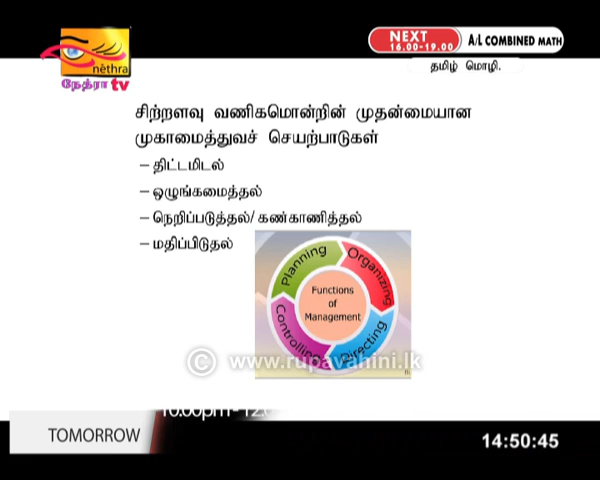 NEXT
16.00-19.00
A/L COMBINED MATH
தமிழ் மொழி.
nethra
நேத்ரா tv
சிற்றளவு வணிகமொன்றின் முதன்மையான
முகாமைத்துவச் செயற்பாடுகள்
– திட்டமிடல்
– ஒழுங்கமைத்தல்
– நெறிப்படுத்தல்/ கண்காணித்தல்
– மதிப்பிடுதல்
Planning
Organizing
Functions
of
Management
Controlling
Directing
© www.rupavahini.lk
TOMORROW
14:50:45